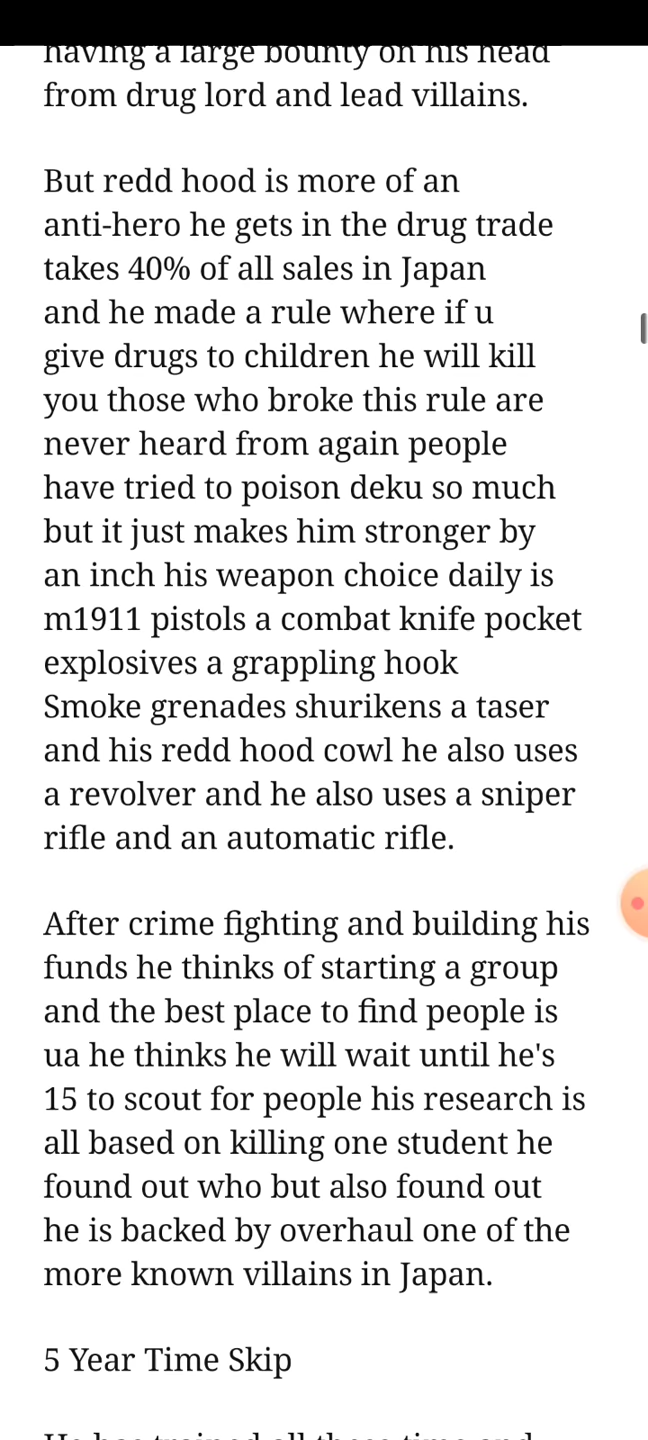 having a large bounty on his head
from drug lord and lead villains.
But redd hood is more of an
anti-hero he gets in the drug trade
takes 40% of all sales in Japan
and he made a rule where if u
give drugs to children he will kill
you those who broke this rule are
never heard from again people
have tried to poison deku so much
but it just makes him stronger by
an inch his weapon choice daily is
m1911 pistols a combat knife pocket
explosives a grappling hook
Smoke grenades shurikens a taser
and his redd hood cowl he also uses
a revolver and he also uses a sniper
rifle and an automatic rifle.
After crime fighting and building his
funds he thinks of starting a group
and the best place to find people is
ua he thinks he will wait until he's
15 to scout for people his research is
all based on killing one student he
found out who but also found out
he is backed by overhaul one of the
more known villains in Japan.
5 Year Time Skip